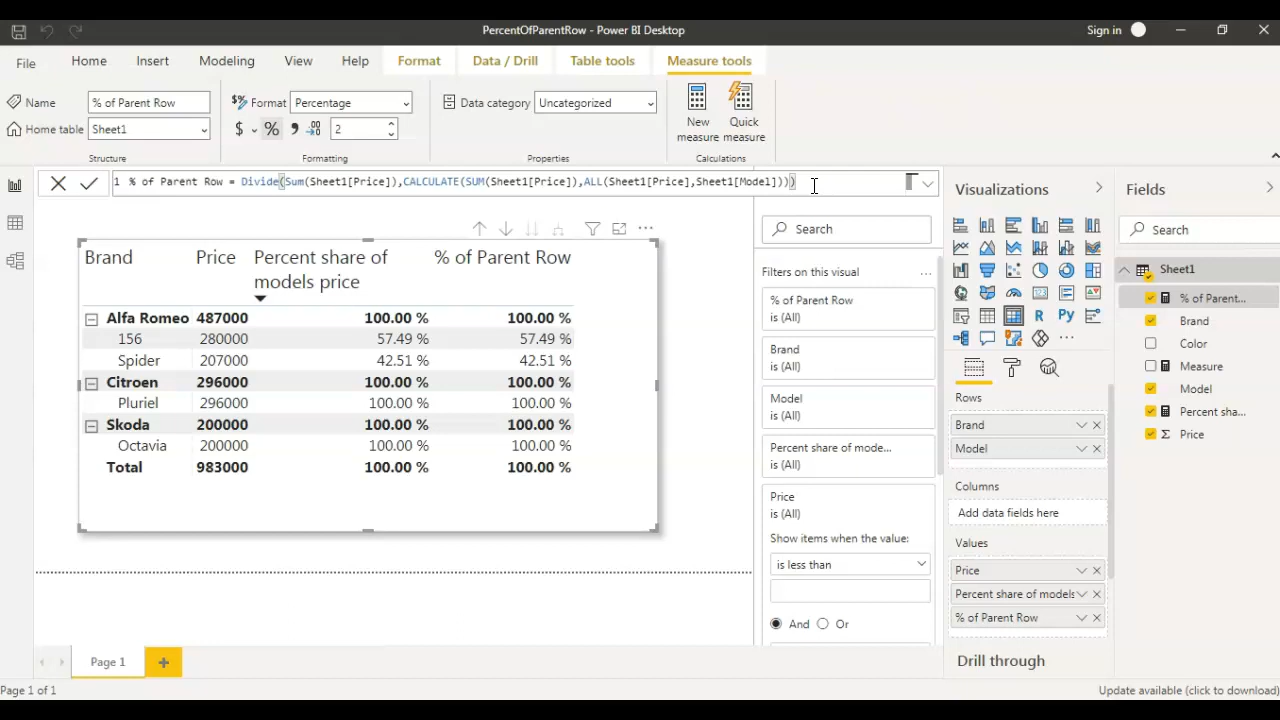 PercentOfParentRow - Power BI Desktop
Sign in
File Home Insert Modeling View Help Format Data / Drill Table tools Measure tools
Name % of Parent Row
Home table Sheet1
Structure
$% Format Percentage
$ % 2
Formatting
Data category Uncategorized
Properties
New measure
Quick measure
Calculations
1 % of Parent Row = Divide(Sum(Sheet1[Price]),CALCULATE(SUM(Sheet1[Price]),ALL(Sheet1[Price],Sheet1[Model])))
Brand Price Percent share of models price % of Parent Row
Alfa Romeo 487000 100.00 % 100.00 %
156 280000 57.49 % 57.49 %
Spider 207000 42.51 % 42.51 %
Citroen 296000 100.00 % 100.00 %
Pluriel 296000 100.00 % 100.00 %
Skoda 200000 100.00 % 100.00 %
Octavia 200000 100.00 % 100.00 %
Total 983000 100.00 % 100.00 %
Search
Filters on this visual ...
% of Parent Row
is (All)
Brand
is (All)
Model
is (All)
Percent share of mode...
is (All)
Price
is (All)
Show items when the value:
is less than
And Or
Visualizations
R Py
...
Rows
Brand
Model
Columns
Add data fields here
Values
Price
Percent share of models
% of Parent Row
Drill through
Fields
Search
Sheet1
% of Parent...
Brand
Color
Measure
Model
Percent sha...
Σ Price
Page 1 +
Page 1 of 1
Update available (click to download)